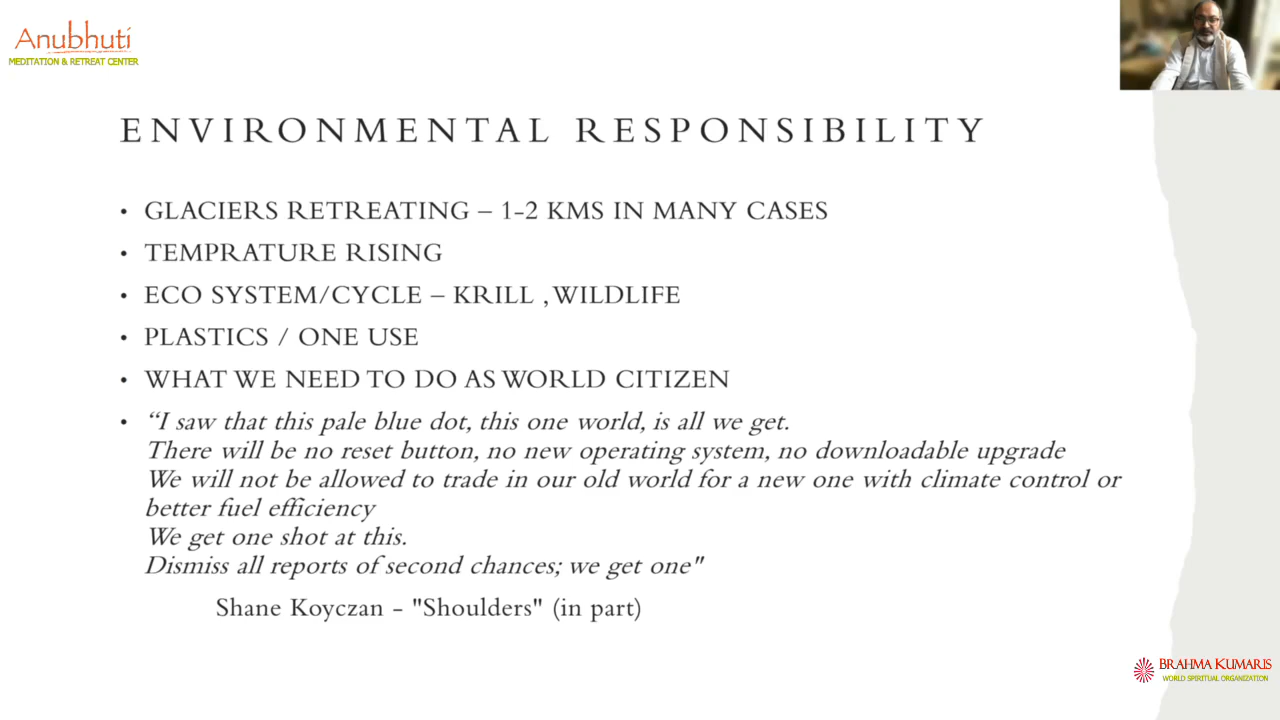 Anubhuti
MEDITATION & RETREAT CENTER
ENVIRONMENTAL RESPONSIBILITY
• GLACIERS RETREATING – 1-2 KMS IN MANY CASES
• TEMPRATURE RISING
• ECO SYSTEM/CYCLE – KRILL , WILDLIFE
• PLASTICS / ONE USE
• WHAT WE NEED TO DO AS WORLD CITIZEN
• “I saw that this pale blue dot, this one world, is all we get.
There will be no reset button, no new operating system, no downloadable upgrade
We will not be allowed to trade in our old world for a new one with climate control or
better fuel efficiency
We get one shot at this.
Dismiss all reports of second chances; we get one"
Shane Koyczan - "Shoulders" (in part)
BRAHMA KUMARIS
WORLD SPIRITUAL ORGANIZATION